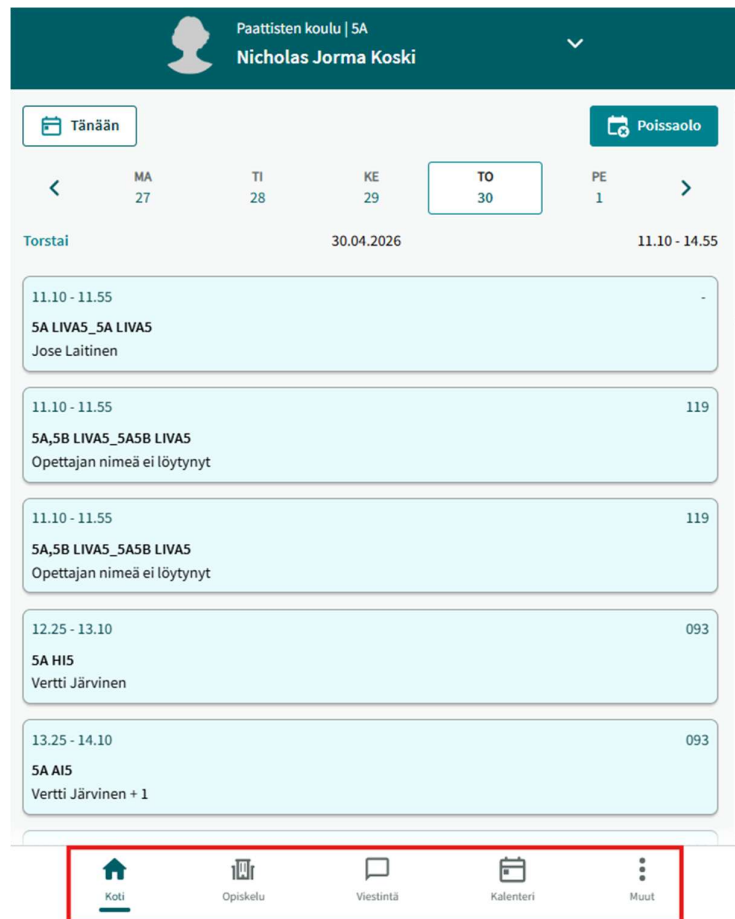 Paattisten koulu | 5A
Nicholas Jorma Koski
Tänään
Poissaolo
MA TI KE TO PE
27 28 29 30 1
Torstai 30.04.2026 11.10 - 14.55
11.10 - 11.55 -
5A LIVA5_5A LIVA5
Jose Laitinen
11.10 - 11.55 119
5A,5B LIVA5_5A5B LIVA5
Opettajan nimeä ei löytynyt
11.10 - 11.55 119
5A,5B LIVA5_5A5B LIVA5
Opettajan nimeä ei löytynyt
12.25 - 13.10 093
5A HI5
Vertti Järvinen
13.25 - 14.10 093
5A AI5
Vertti Järvinen + 1
Koti Opiskelu Viestintä Kalenteri Muut